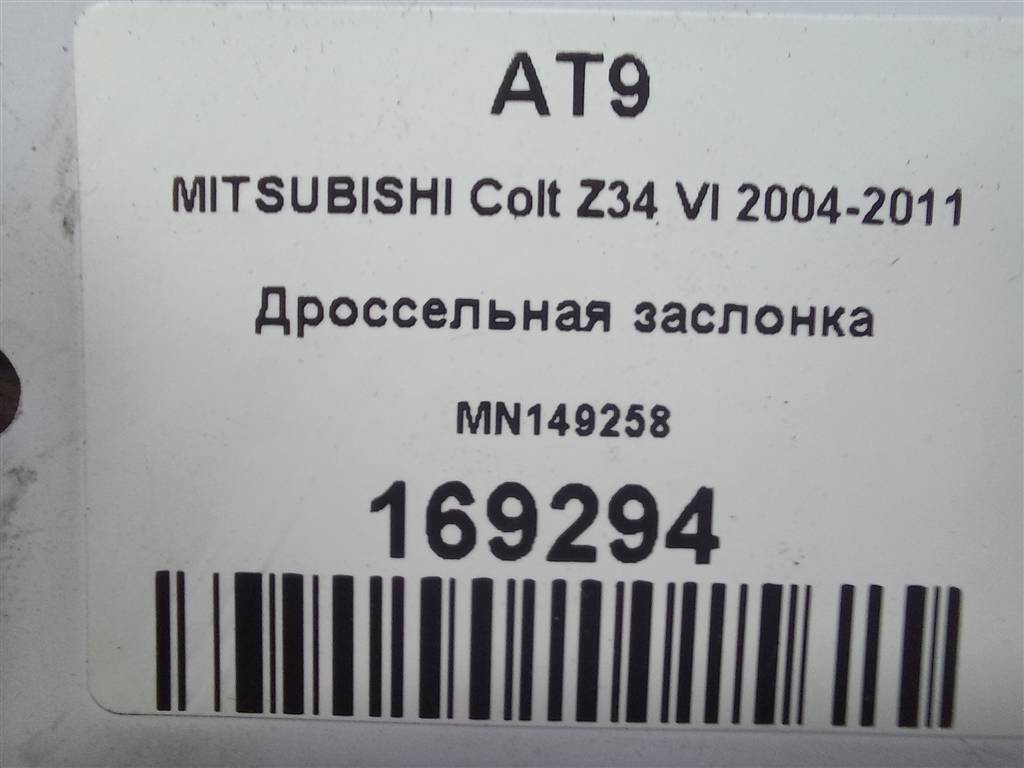 AT9
MITSUBISHI Colt Z34 VI 2004-2011
Дроссельная заслонка
MN149258
169294